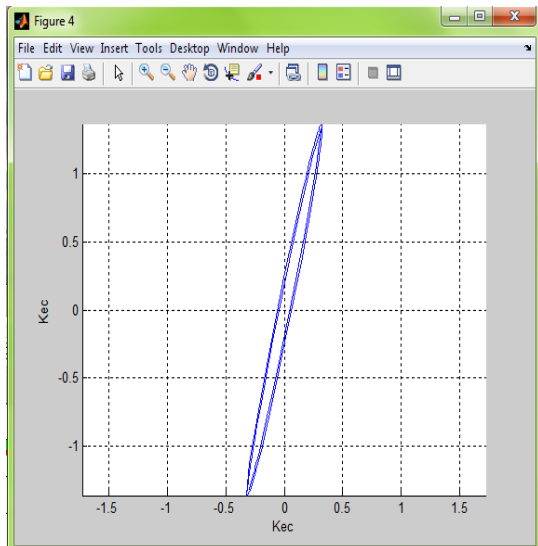 Figure 4
File Edit View Insert Tools Desktop Window Help
1
0.5
0
-0.5
-1
Kec
-1.5 -1 -0.5 0 0.5 1 1.5
Kec